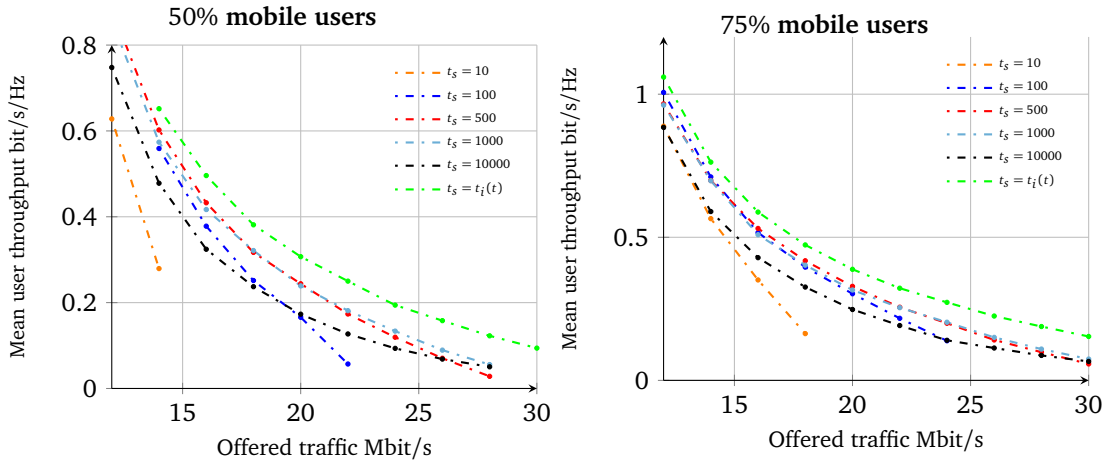 50% mobile users
Mean user throughput bit/s/Hz
0.8
0.6
0.4
0.2
0
15
20
25
30
Offered traffic Mbit/s
t_s = 10
t_s = 100
t_s = 500
t_s = 1000
t_s = 10000
t_s = t_i(t)
75% mobile users
Mean user throughput bit/s/Hz
1
0.5
0
15
20
25
30
Offered traffic Mbit/s
t_s = 10
t_s = 100
t_s = 500
t_s = 1000
t_s = 10000
t_s = t_i(t)